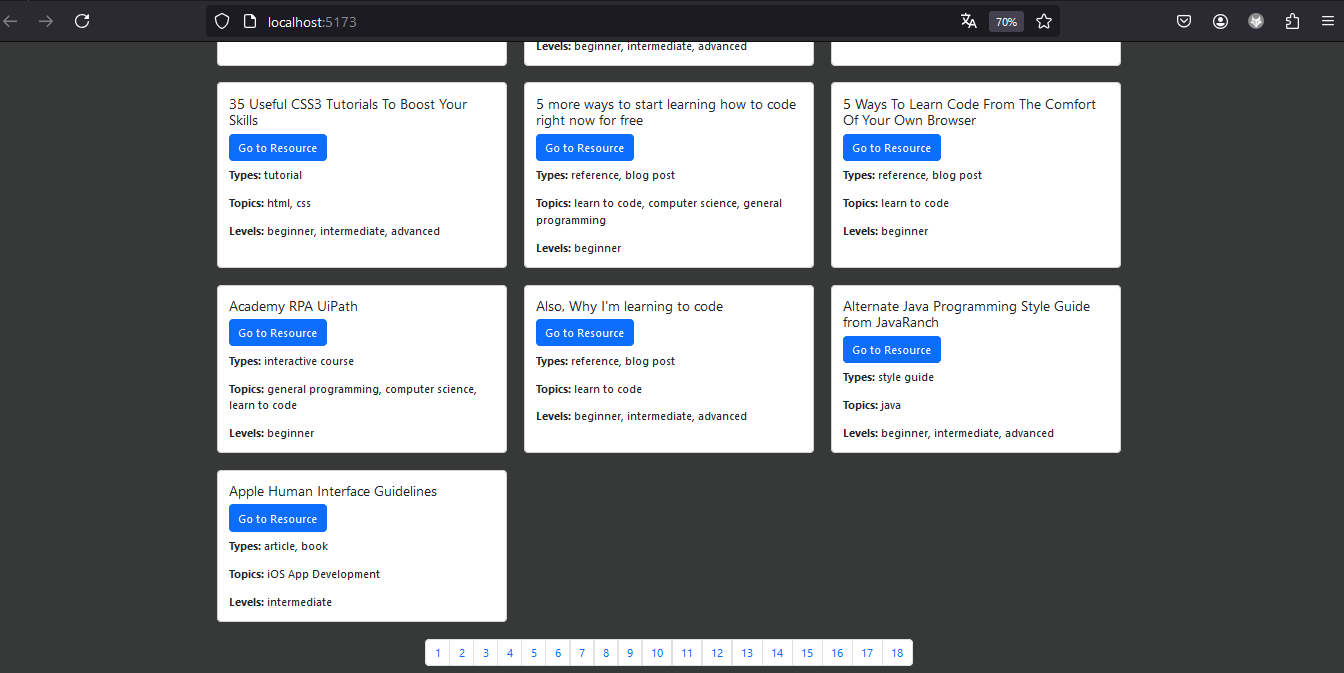 localhost:5173
70%
Levels: beginner, intermediate, advanced
35 Useful CSS3 Tutorials To Boost Your
Skills
Go to Resource
Types: tutorial
Topics: html, css
Levels: beginner, intermediate, advanced
5 more ways to start learning how to code
right now for free
Go to Resource
Types: reference, blog post
Topics: learn to code, computer science, general
programming
Levels: beginner
5 Ways To Learn Code From The Comfort
Of Your Own Browser
Go to Resource
Types: reference, blog post
Topics: learn to code
Levels: beginner
Academy RPA UiPath
Go to Resource
Types: interactive course
Topics: general programming, computer science,
learn to code
Levels: beginner
Also, Why I'm learning to code
Go to Resource
Types: reference, blog post
Topics: learn to code
Levels: beginner, intermediate, advanced
Alternate Java Programming Style Guide
from JavaRanch
Go to Resource
Types: style guide
Topics: java
Levels: beginner, intermediate, advanced
Apple Human Interface Guidelines
Go to Resource
Types: article, book
Topics: iOS App Development
Levels: intermediate
1 2 3 4 5 6 7 8 9 10 11 12 13 14 15 16 17 18